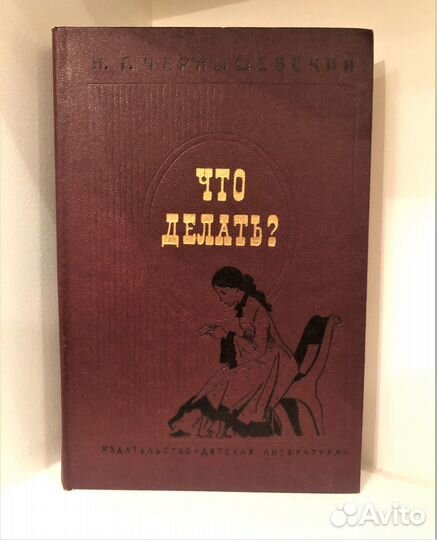 Н. Г. ЧЕРНЫШЕВСКИЙ
ЧТО
ДЕЛАТЬ?
ИЗДАТЕЛЬСТВО «ДЕТСКАЯ ЛИТЕРАТУРА»
Avito